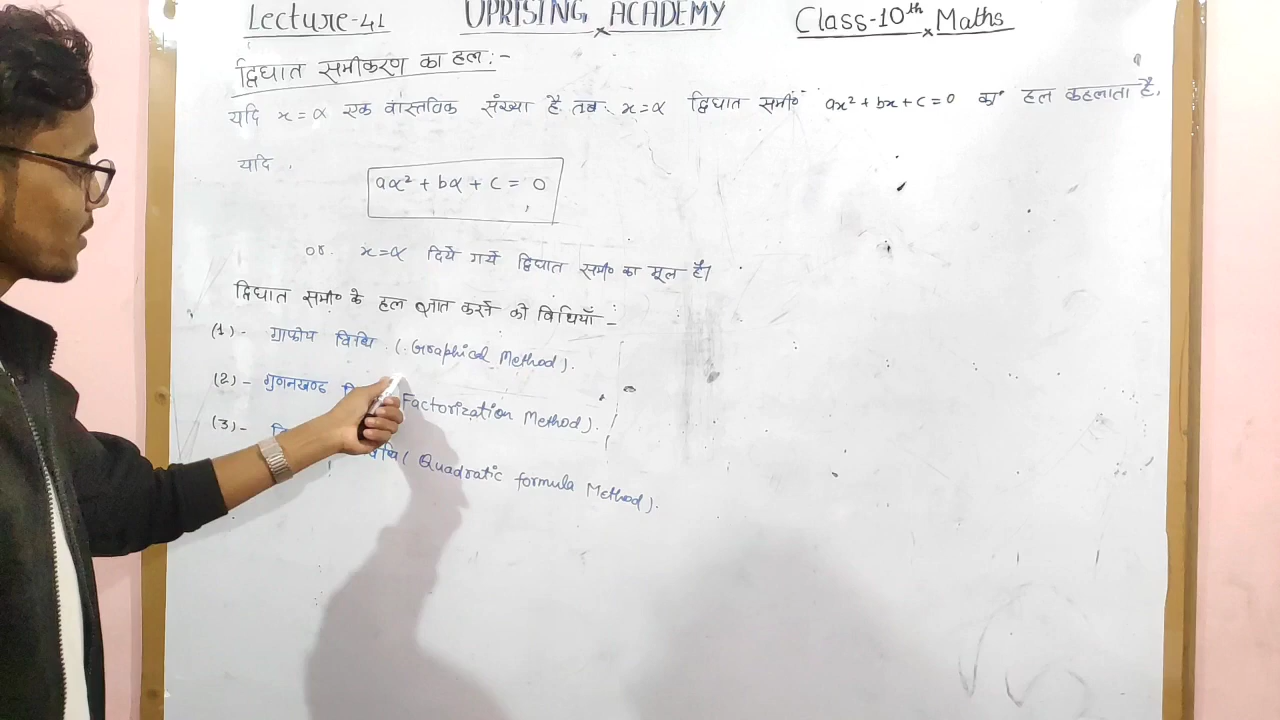 Lecture-41 UPRISING ACADEMY Class-10th Maths
द्विघात समीकरण का हल :-
यदि x=α एक वास्तविक संख्या है तब x=α द्विघात समी० ax²+bx+c=0 का हल कहलाता है,
यदि
aα²+bα+c=0
or x=α दिये गये द्विघात समी० का मूल है।
द्विघात समी० के हल ज्ञात करने की विधियाँ -
(1)- ग्राफीय विधि (Graphical Method).
(2)- गुणनखण्ड Factorization Method).
(3)- विधि (Quadratic formula Method).